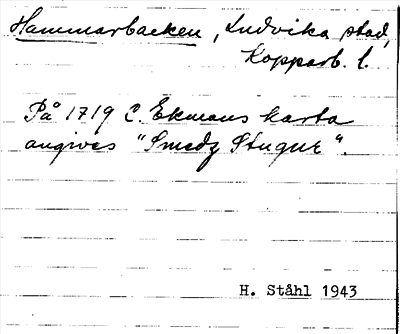 Hammarbacken, Ludvika stad,
Kopparb. l.
På 1719 C. Ekmans karta
angives "Smedz Stugur".
H. Ståhl 1943